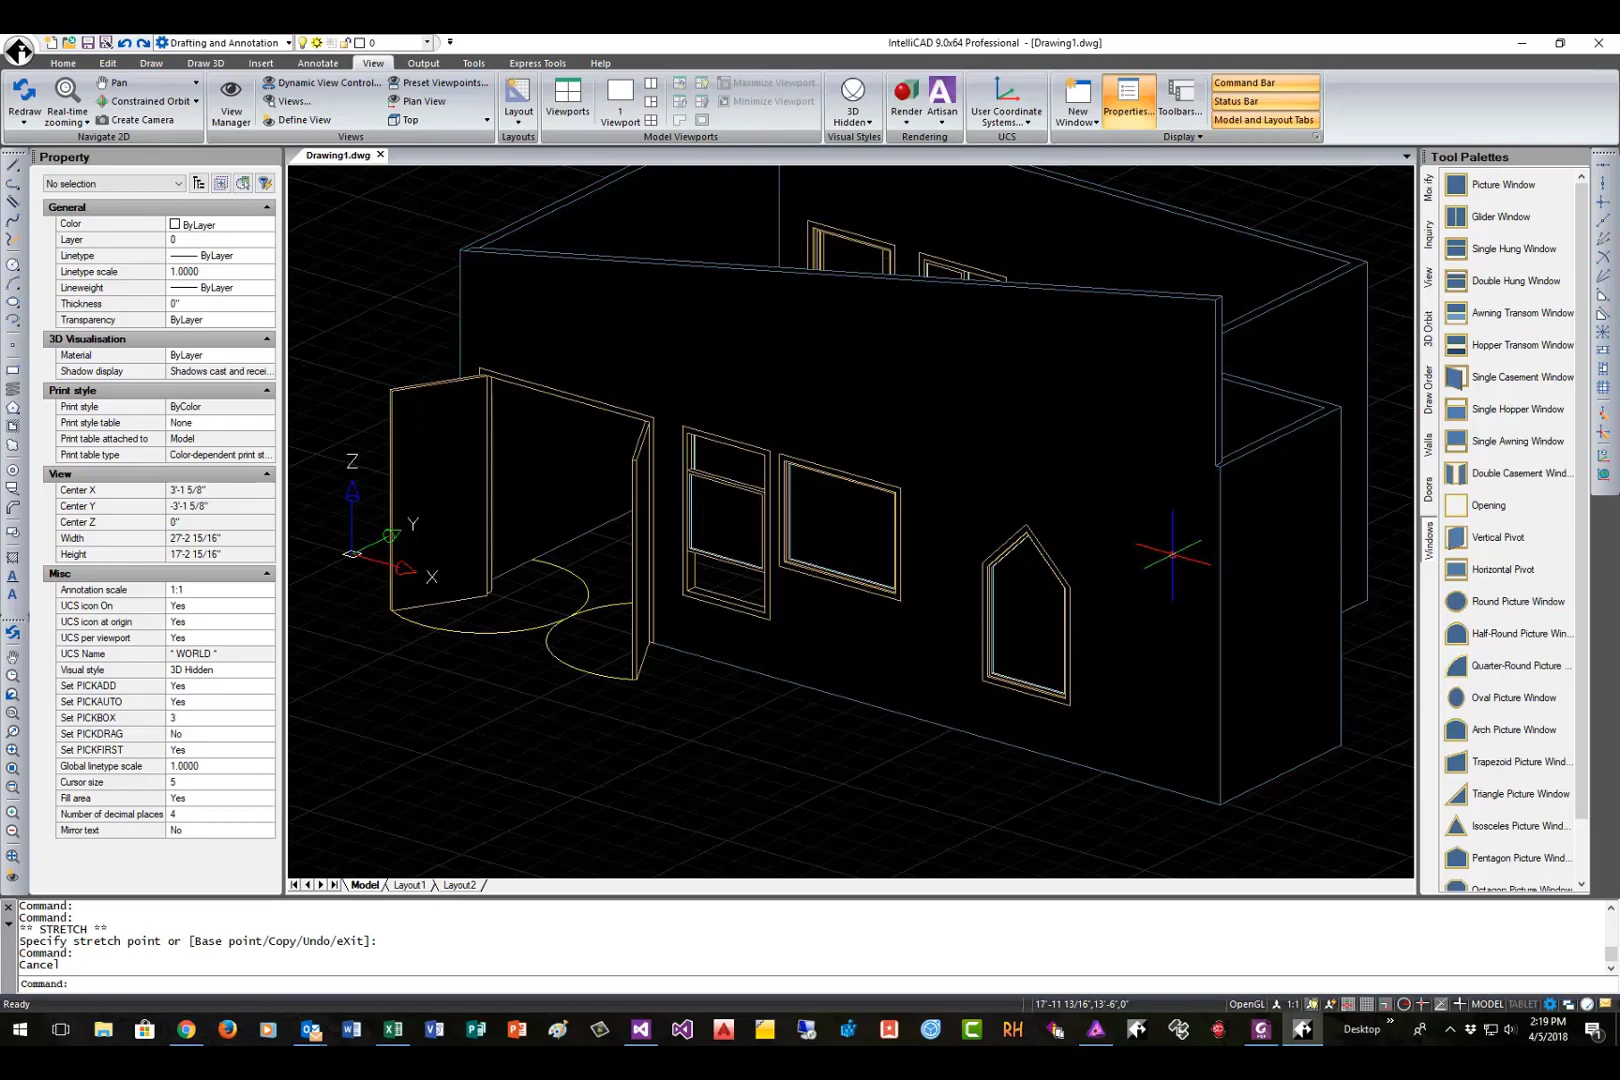 Drafting and Annotation
0
IntelliCAD 9.0x64 Professional - [Drawing1.dwg]
Home Edit Draw Draw 3D Insert Annotate View Output Tools Express Tools Help
Redraw
Real-time zooming
Pan
Constrained Orbit
Create Camera
Navigate 2D
View Manager
Dynamic View Control...
Views...
Define View
Preset Viewpoints...
Plan View
Top
Views
Layout
Layouts
Viewports
1 Viewport
Maximize Viewport
Minimize Viewport
Model Viewports
3D Hidden
Visual Styles
Render
Artisan
Rendering
User Coordinate Systems...
UCS
New Window
Properties...
Toolbars...
Command Bar
Status Bar
Model and Layout Tabs
Display
Property
No selection
General
Color ByLayer
Layer 0
Linetype ByLayer
Linetype scale 1.0000
Lineweight ByLayer
Thickness 0"
Transparency ByLayer
3D Visualisation
Material ByLayer
Shadow display Shadows cast and recei...
Print style
Print style ByColor
Print style table None
Print table attached to Model
Print table type Color-dependent print st...
View
Center X 3'-1 5/8"
Center Y -3'-1 5/8"
Center Z 0"
Width 27'-2 15/16"
Height 17'-2 15/16"
Misc
Annotation scale 1:1
UCS icon On Yes
UCS icon at origin Yes
UCS per viewport Yes
UCS Name " WORLD "
Visual style 3D Hidden
Set PICKADD Yes
Set PICKAUTO Yes
Set PICKBOX 3
Set PICKDRAG No
Set PICKFIRST Yes
Global linetype scale 1.0000
Cursor size 5
Fill area Yes
Number of decimal places 4
Mirror text No
Drawing1.dwg
Z
Y
X
Model Layout1 Layout2
Tool Palettes
Modify
Inquiry
View
3D Orbit
Draw Order
Walls
Doors
Windows
Picture Window
Glider Window
Single Hung Window
Double Hung Window
Awning Transom Window
Hopper Transom Window
Single Casement Window
Single Hopper Window
Single Awning Window
Double Casement Wind...
Opening
Vertical Pivot
Horizontal Pivot
Round Picture Window
Half-Round Picture Win...
Quarter-Round Picture ...
Oval Picture Window
Arch Picture Window
Trapezoid Picture Wind...
Triangle Picture Window
Isosceles Picture Wind...
Pentagon Picture Wind...
Octagon Picture Wind...
Command:
Command:
** STRETCH **
Specify stretch point or [Base point/Copy/Undo/eXit]:
Command:
Cancel
Command:
Ready
17'-11 13/16",13'-6",0"
OpenGL
1:1
MODEL
TABLET
RH
Desktop
2:19 PM
4/5/2018